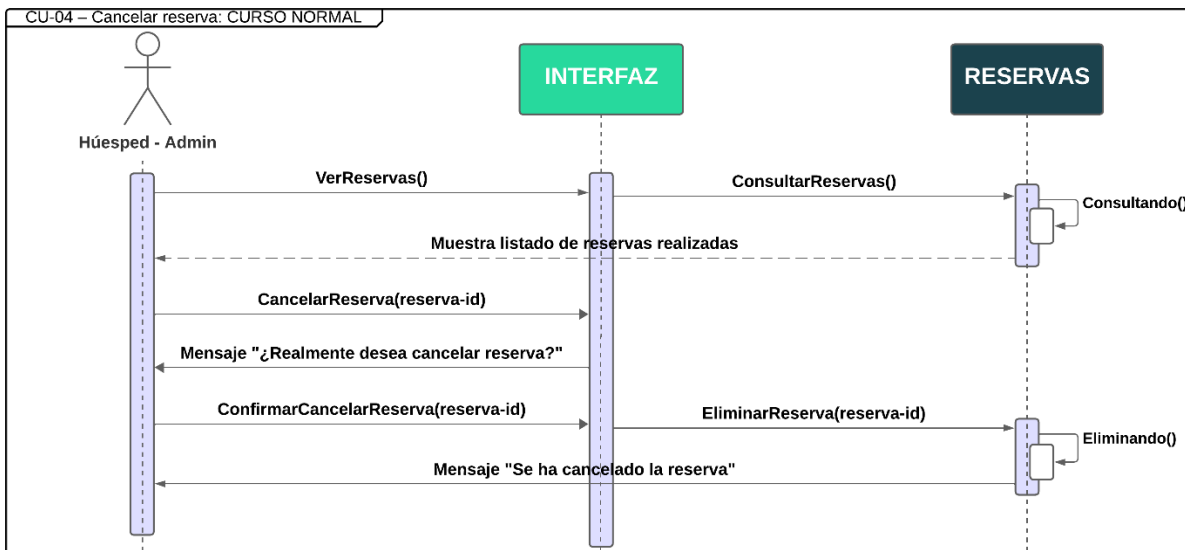 CU-04 – Cancelar reserva: CURSO NORMAL
INTERFAZ
RESERVAS
Húesped - Admin
VerReservas()
ConsultarReservas()
Consultando()
Muestra listado de reservas realizadas
CancelarReserva(reserva-id)
Mensaje "¿Realmente desea cancelar reserva?"
ConfirmarCancelarReserva(reserva-id)
EliminarReserva(reserva-id)
Eliminando()
Mensaje "Se ha cancelado la reserva"